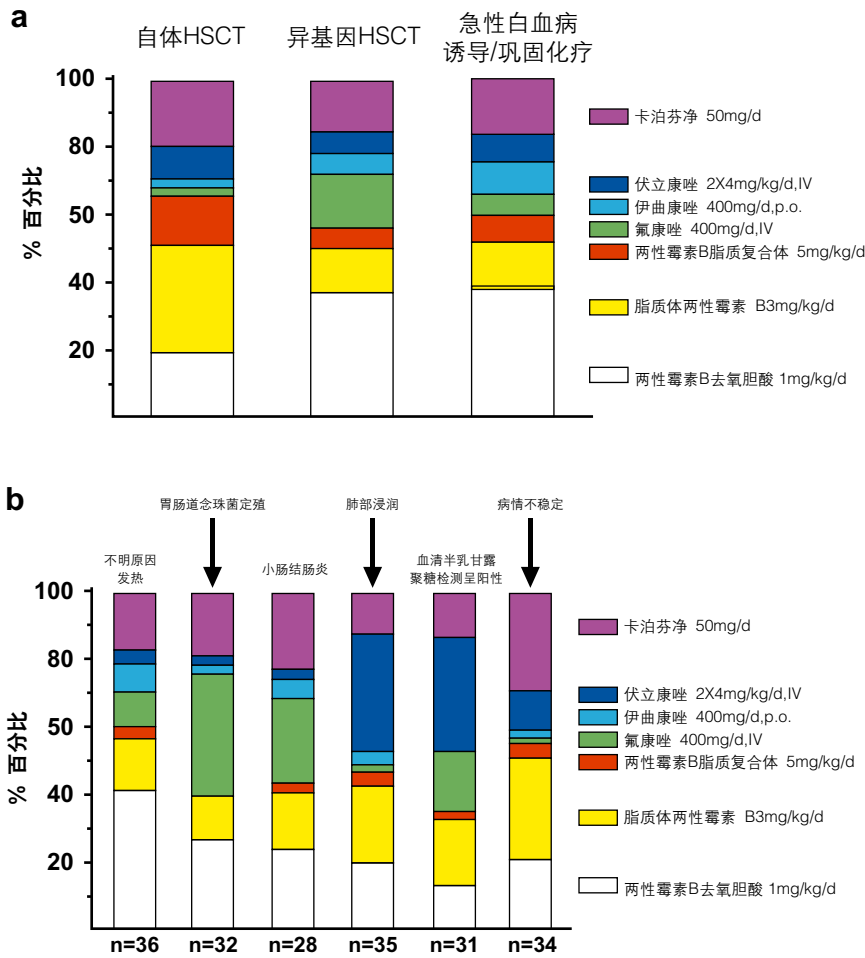 a
自体HSCT
异基因HSCT
急性白血病
诱导/巩固化疗
% 百分比
100
80
50
40
20
卡泊芬净 50mg/d
伏立康唑 2X4mg/kg/d,IV
伊曲康唑 400mg/d,p.o.
氟康唑 400mg/d,IV
两性霉素B脂质复合体 5mg/kg/d
脂质体两性霉素 B3mg/kg/d
两性霉素B去氧胆酸 1mg/kg/d
b
不明原因
发热
胃肠道念珠菌定殖
小肠结肠炎
肺部浸润
血清半乳甘露
聚糖检测呈阳性
病情不稳定
% 百分比
100
80
50
40
20
n=36
n=32
n=28
n=35
n=31
n=34
卡泊芬净 50mg/d
伏立康唑 2X4mg/kg/d,IV
伊曲康唑 400mg/d,p.o.
氟康唑 400mg/d,IV
两性霉素B脂质复合体 5mg/kg/d
脂质体两性霉素 B3mg/kg/d
两性霉素B去氧胆酸 1mg/kg/d